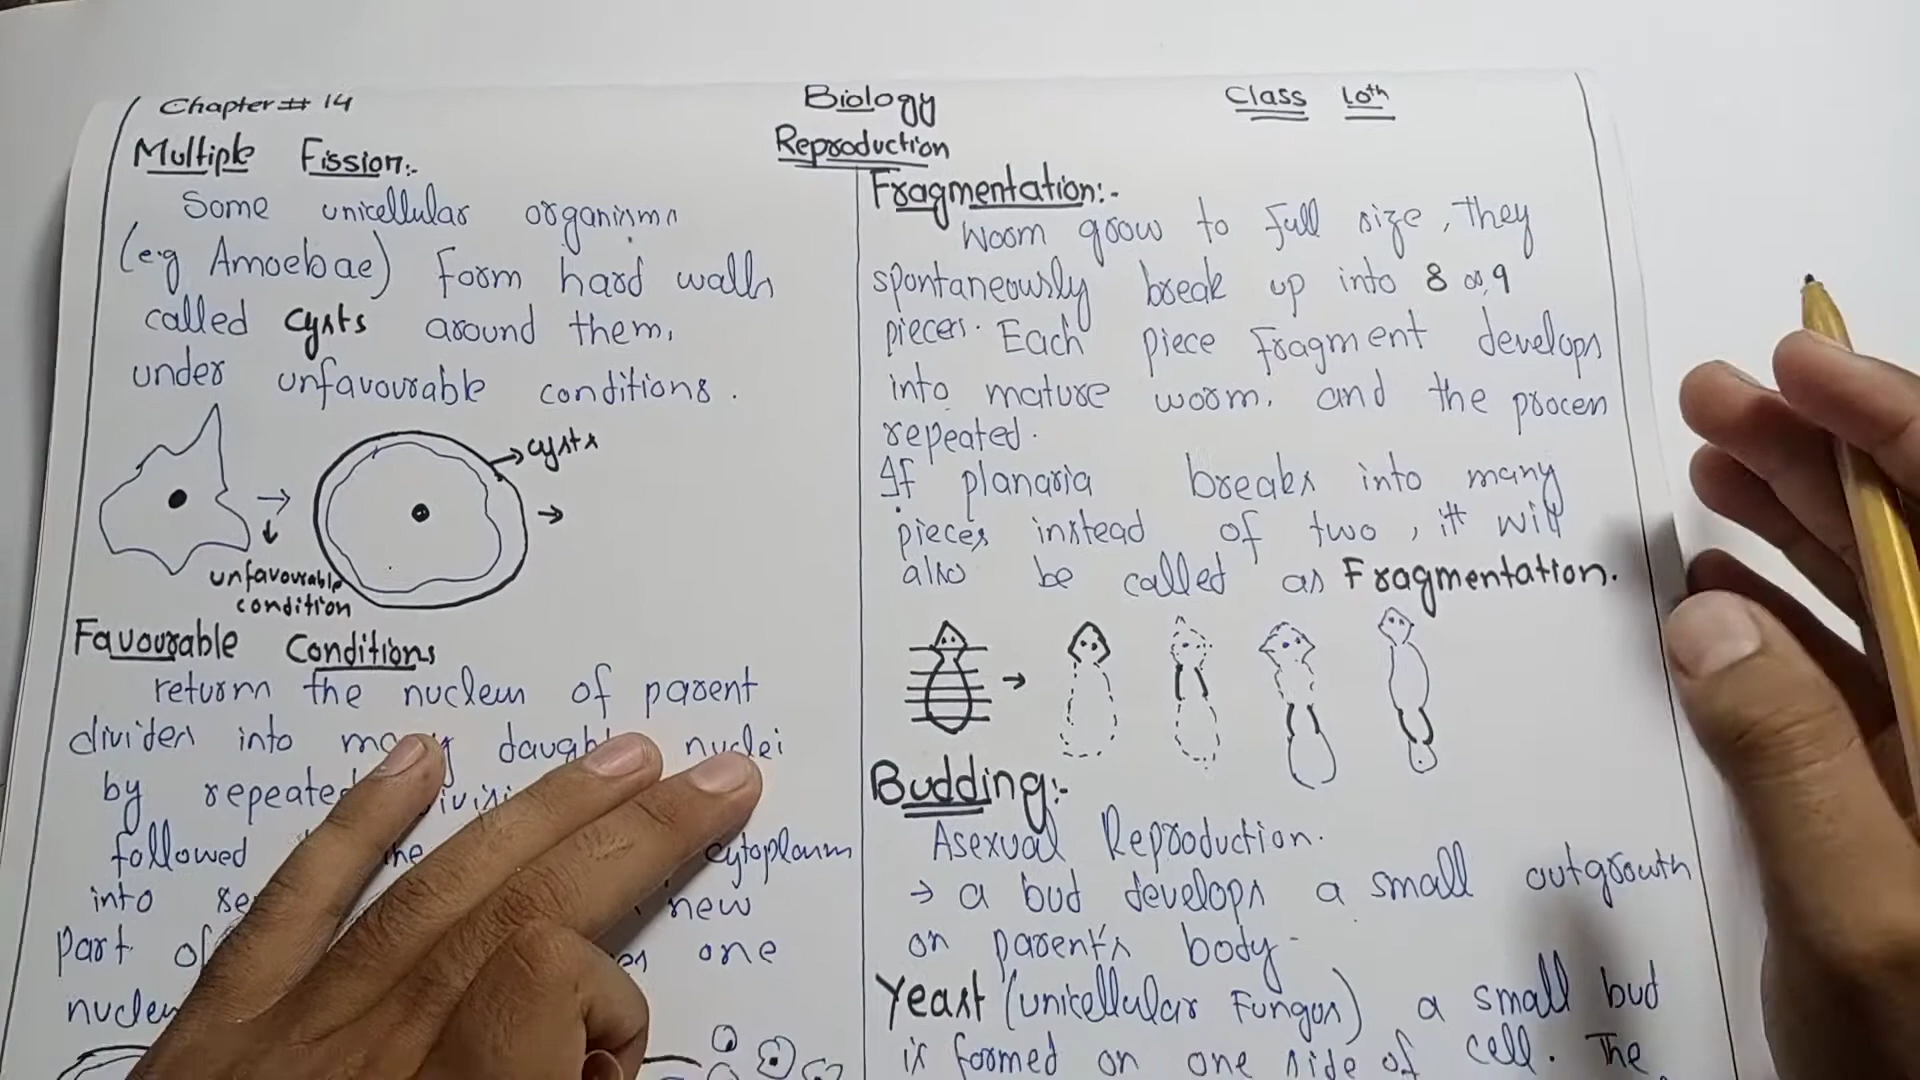 Chapter # 14
Biology
Class 10th
Reproduction
Multiple Fission:-
Some unicellular organisms
(e.g Amoebae) Form hard walls
called cysts around them,
under unfavourable conditions.
cysts
unfavourable
condition
Favourable Conditions
return the nucleus of parent
divides into many daughter nuclei
by repeated
followed the cytoplasm
into new
part of one
nucleus
Fragmentation:-
Worm grow to full size, they
spontaneously break up into 8 or 9
pieces. Each piece fragment develops
into mature worm. and the process
repeated.
If planaria breaks into many
pieces instead of two, it will
also be called as Fragmentation.
Budding:-
Asexual Reproduction.
→ a bud develops a small outgrowth
on parent's body-
Yeast (unicellular Fungus) a small bud
is formed on one side of cell. The